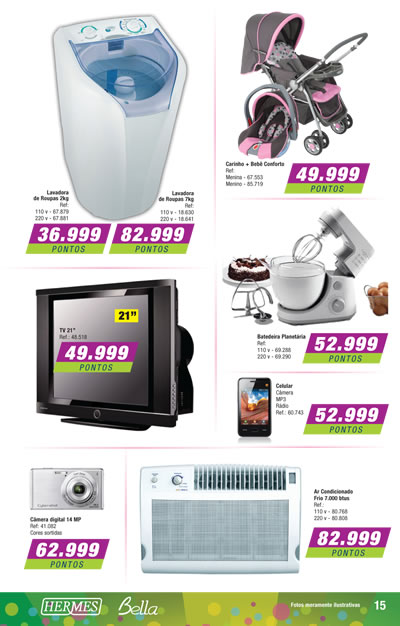 Lavadora
de Roupas 2kg
Ref:
110 v - 67.879
220 v - 67.881
36.999
PONTOS
Lavadora
de Roupas 7kg
Ref:
110 v - 18.630
220 v - 18.641
82.999
PONTOS
Carinho + Bebê Conforto
Ref:
Menina - 67.553
Menino - 85.719
49.999
PONTOS
21”
TV 21”
Ref.: 48.518
49.999
PONTOS
Batedeira Planetária
Ref:
110 v - 69.288
220 v - 69.290
52.999
PONTOS
Celular
Câmera
MP3
Rádio
Ref.: 60.743
52.999
PONTOS
Câmera digital 14 MP
Ref: 41.082
Cores sortidas
62.999
PONTOS
Ar Condicionado
Frio 7.000 btus
Ref.:
110 v - 80.768
220 v - 80.808
82.999
PONTOS
HERMES
Bella
Fotos meramente ilustrativas
15